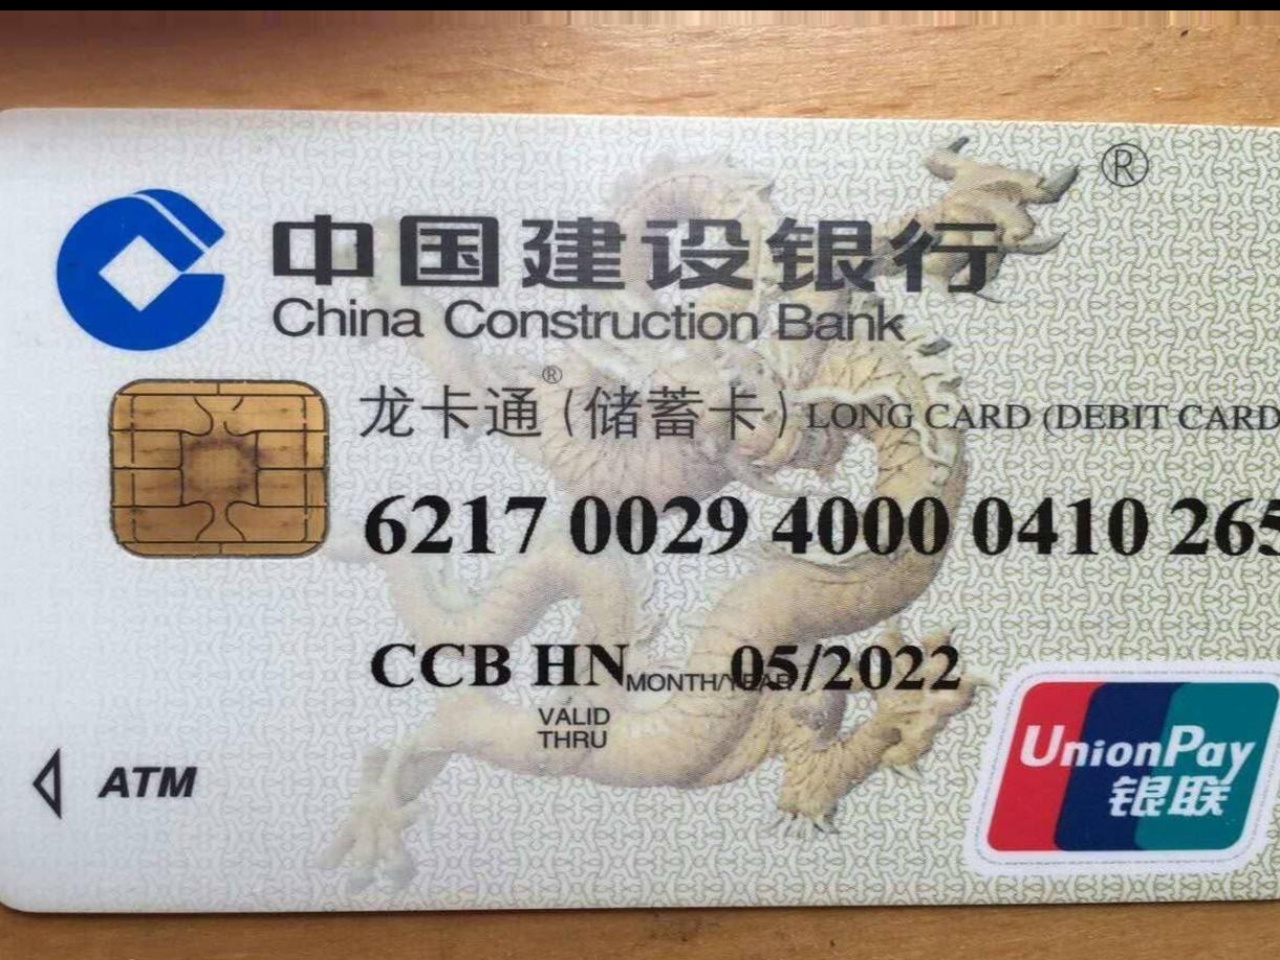 ®
中国建设银行
China Construction Bank
龙卡通®(储蓄卡) LONG CARD (DEBIT CARD
6217 0029 4000 0410 265
CCB HN MONTH/YEAR 05/2022
VALID
THRU
ATM
UnionPay
银联